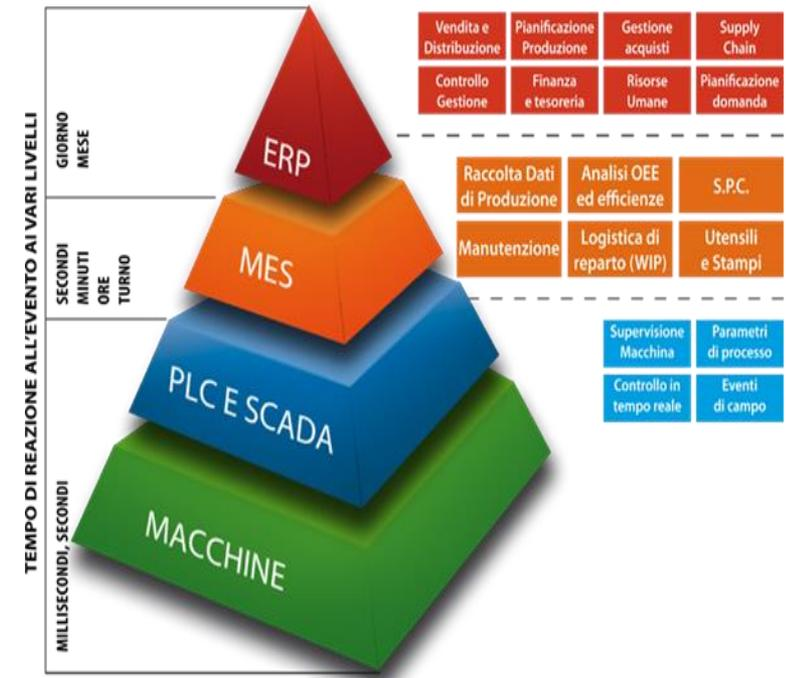 TEMPO DI REAZIONE ALL'EVENTO AI VARI LIVELLI
GIORNO
MESE
SECONDI
MINUTI
ORE
TURNO
MILLISECONDI, SECONDI
ERP
MES
PLC E SCADA
MACCHINE
Vendita e
Distribuzione
Pianificazione
Produzione
Gestione
acquisti
Supply
Chain
Controllo
Gestione
Finanza
e tesoreria
Risorse
Umane
Pianificazione
domanda
Raccolta Dati
di Produzione
Analisi OEE
ed efficienze
S.P.C.
Manutenzione
Logistica di
reparto (WIP)
Utensili
e Stampi
Supervisione
Macchina
Parametri
di processo
Controllo in
tempo reale
Eventi
di campo